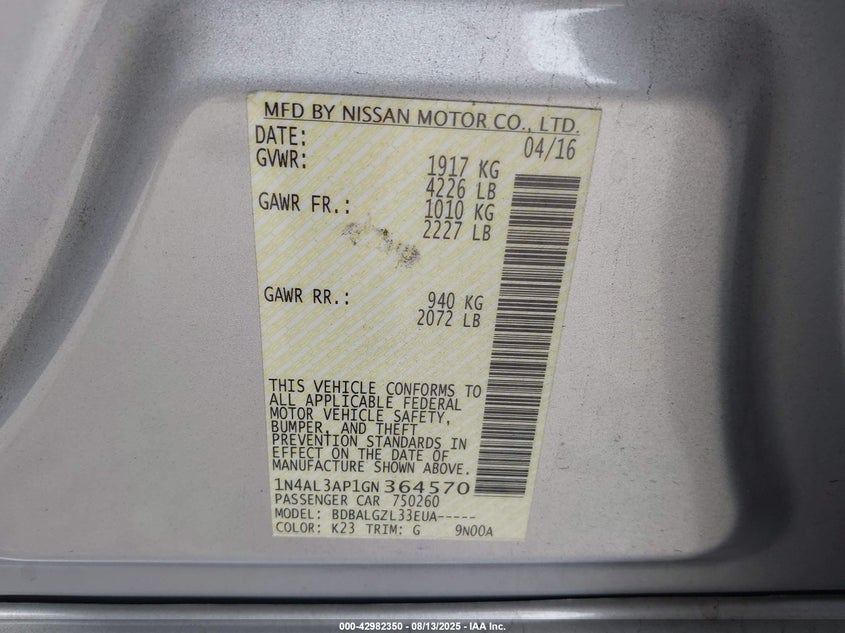 MFD BY NISSAN MOTOR CO., LTD.
DATE: 04/16
GVWR: 1917 KG
4226 LB
GAWR FR.: 1010 KG
2227 LB
GAWR RR.: 940 KG
2072 LB
THIS VEHICLE CONFORMS TO
ALL APPLICABLE FEDERAL
MOTOR VEHICLE SAFETY,
BUMPER, AND THEFT
PREVENTION STANDARDS IN
EFFECT ON THE DATE OF
MANUFACTURE SHOWN ABOVE.
1N4AL3AP1GN364570
PASSENGER CAR 750260
MODEL: BDBALGZL33EUA-----
COLOR: K23 TRIM: G 9N00A
000-42982350 - 08/13/2025 - IAA Inc.